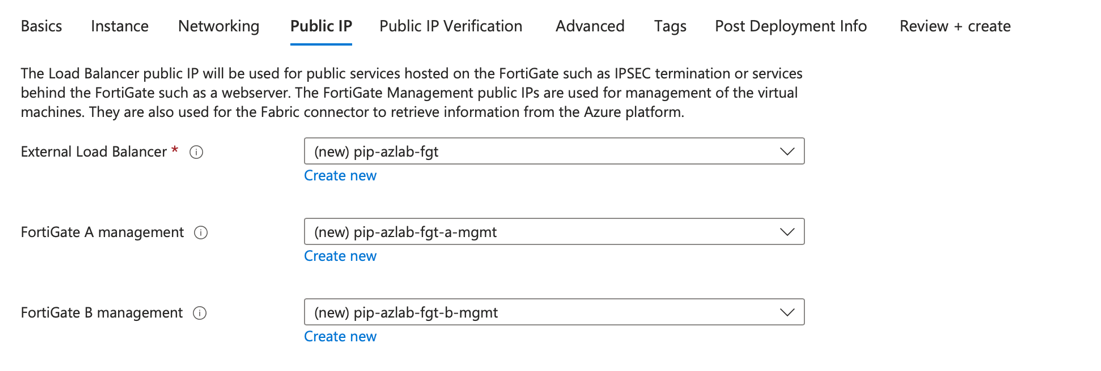 Basics Instance Networking Public IP Public IP Verification Advanced Tags Post Deployment Info Review + create
The Load Balancer public IP will be used for public services hosted on the FortiGate such as IPSEC termination or services
behind the FortiGate such as a webserver. The FortiGate Management public IPs are used for management of the virtual
machines. They are also used for the Fabric connector to retrieve information from the Azure platform.
External Load Balancer * (new) pip-azlab-fgt
Create new
FortiGate A management (new) pip-azlab-fgt-a-mgmt
Create new
FortiGate B management (new) pip-azlab-fgt-b-mgmt
Create new